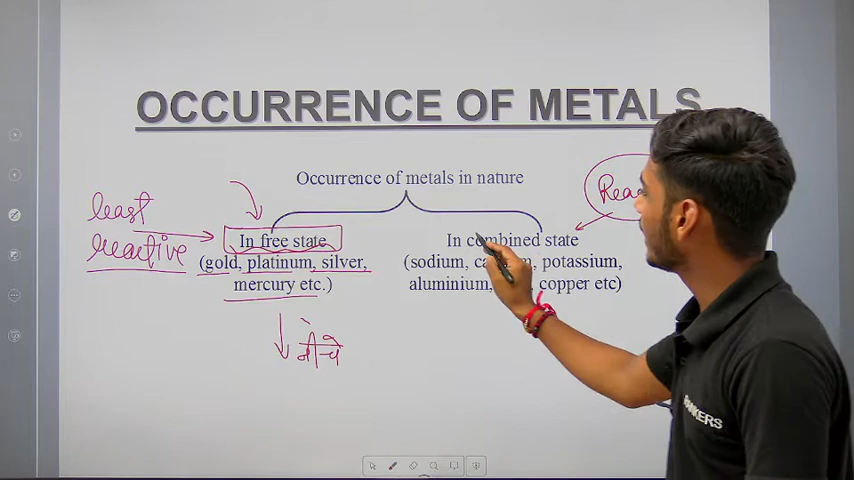 OCCURRENCE OF METALS
Occurrence of metals in nature
least
reactive
In free state
(gold, platinum, silver,
mercury etc.)
नीचे
In combined state
(sodium, potassium,
aluminium, copper etc)